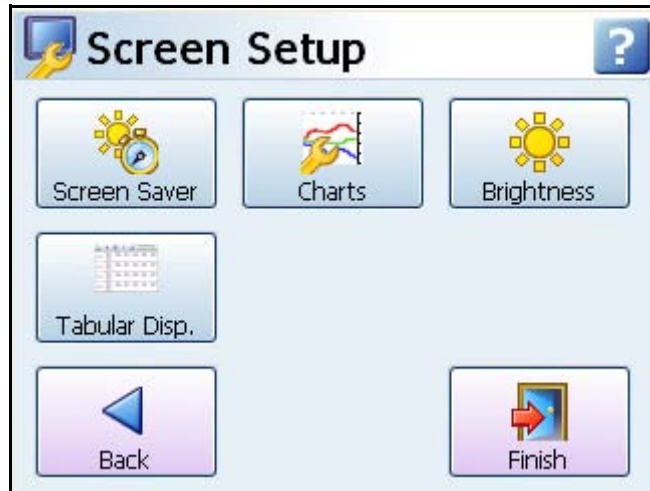 Screen Setup
?
Screen Saver
Charts
Brightness
Tabular Disp.
Back
Finish